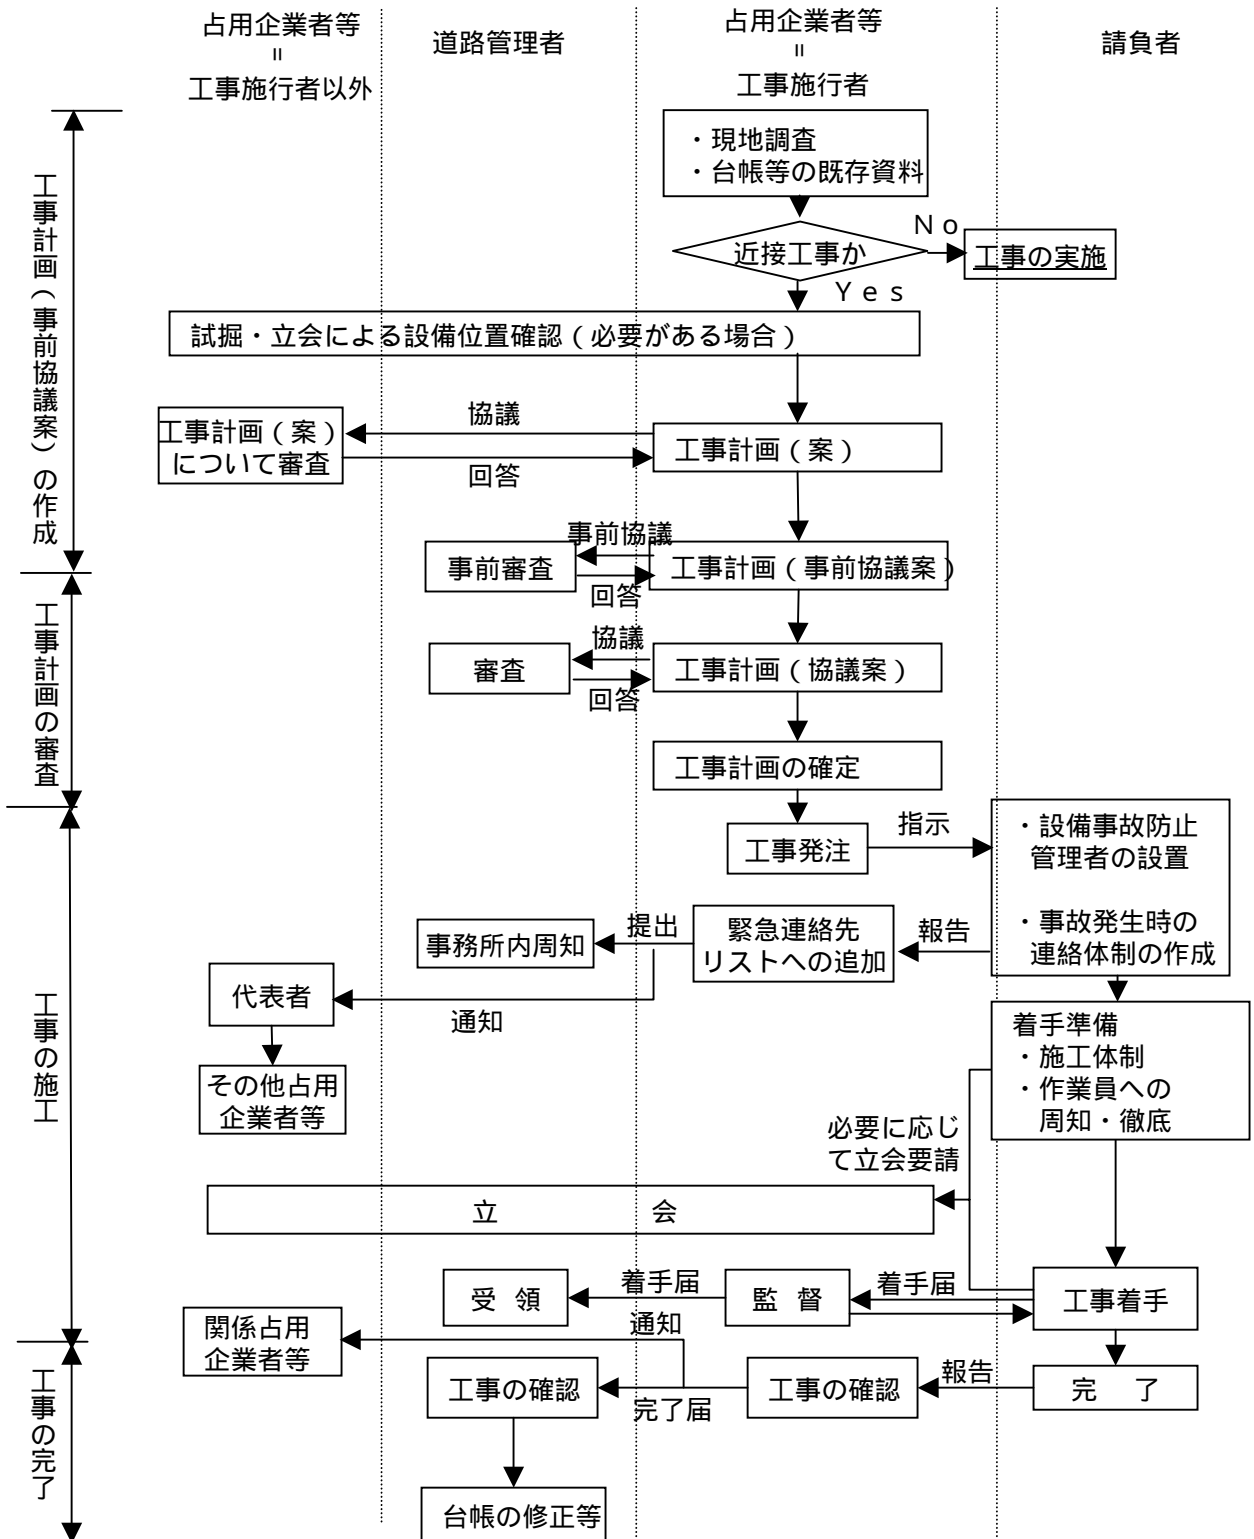 占用企業者等
=
工事施行者以外
道路管理者
占用企業者等
=
工事施行者
請負者
工事計画(事前協議案)の作成
・現地調査
・台帳等の既存資料
近接工事か
No
工事の実施
Yes
試掘・立会による設備位置確認(必要がある場合)
協議
工事計画(案)
について審査
回答
工事計画(案)
事前協議
事前審査
工事計画(事前協議案)
回答
工事計画の審査
協議
審査
工事計画(協議案)
回答
工事計画の確定
工事の施工
工事発注
指示
・設備事故防止
管理者の設置
・事故発生時の
連絡体制の作成
報告
緊急連絡先
リストへの追加
提出
事務所内周知
代表者
通知
その他占用
企業者等
着手準備
・施工体制
・作業員への
周知・徹底
必要に応じ
て立会要請
立 会
受 領
着手届
監 督
着手届
工事着手
関係占用
企業者等
通知
工事の完了
工事の確認
完了届
工事の確認
報告
完 了
台帳の修正等